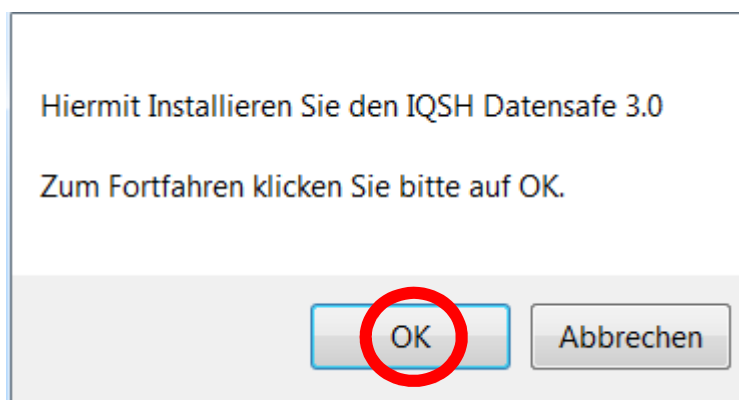 Hiermit Installieren Sie den IQSH Datensafe 3.0
Zum Fortfahren klicken Sie bitte auf OK.
OK
Abbrechen